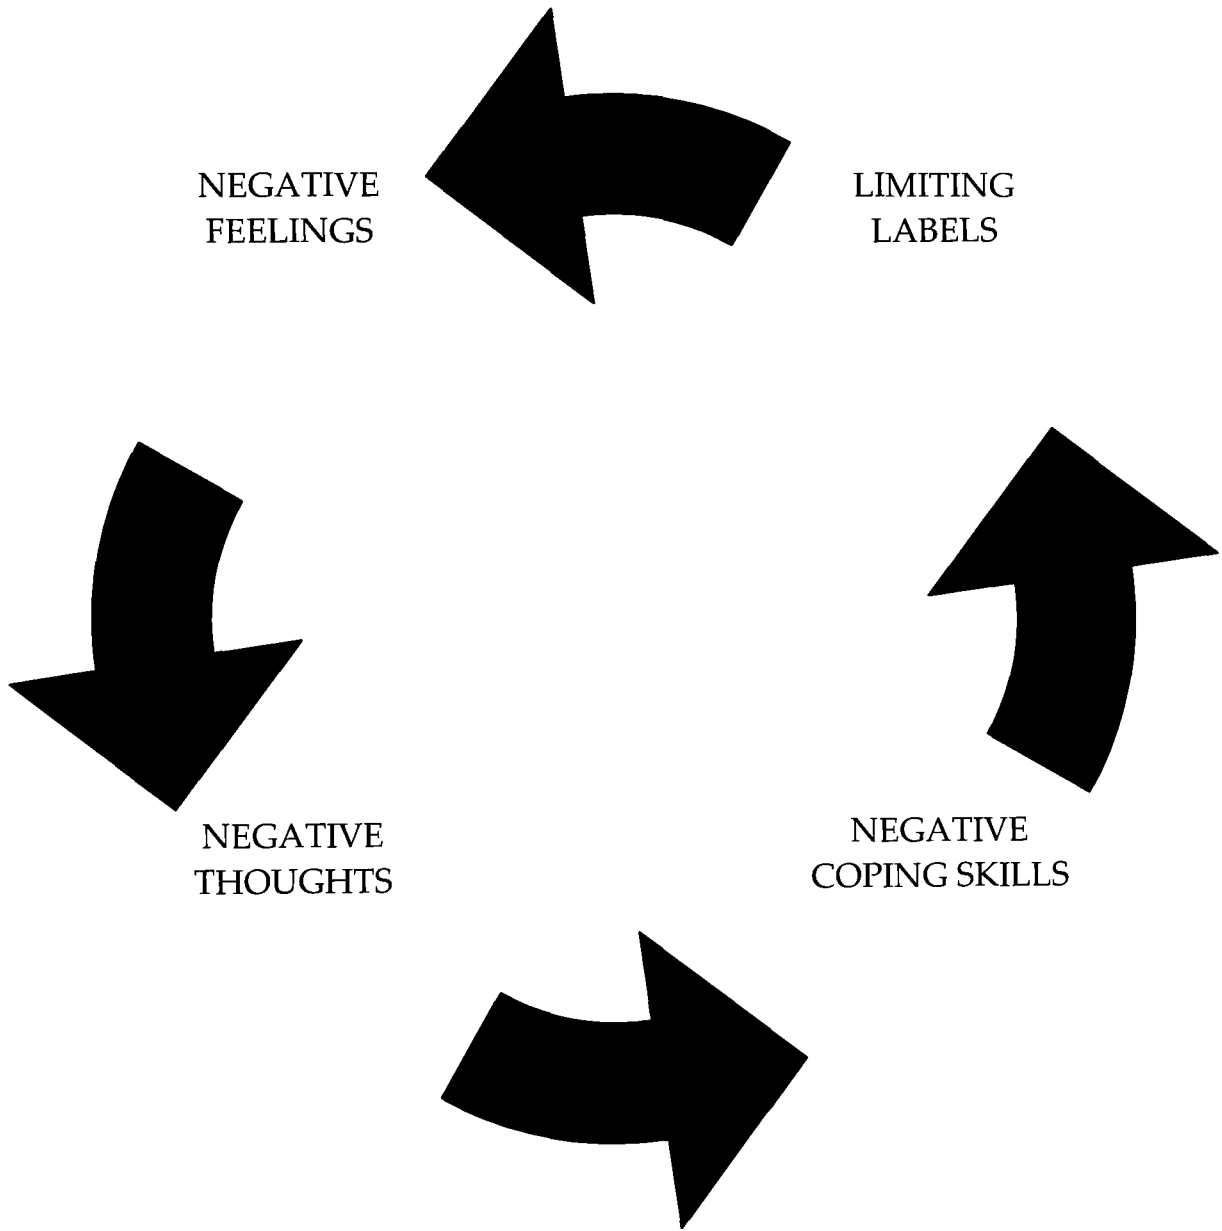 NEGATIVE
FEELINGS
LIMITING
LABELS
NEGATIVE
THOUGHTS
NEGATIVE
COPING SKILLS